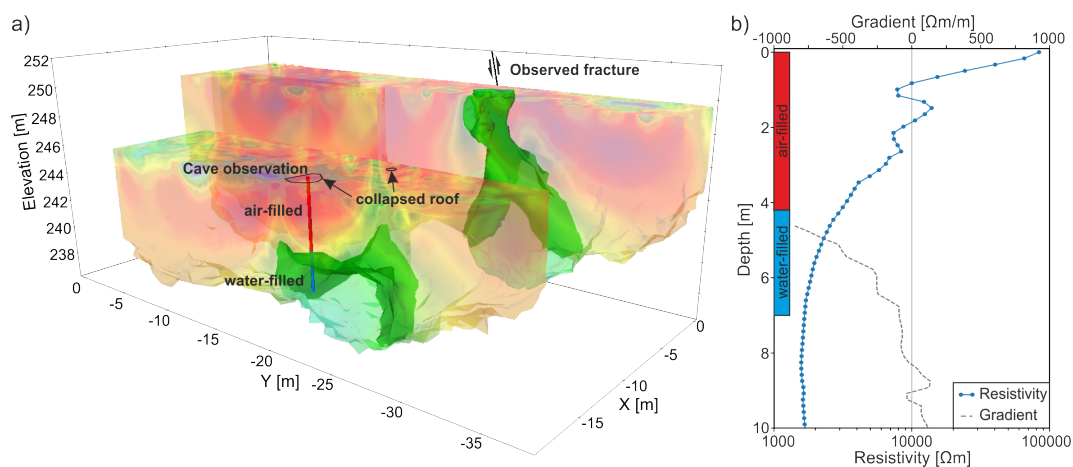 a)
252
250
248
246
244
242
240
238
Elevation [m]
Observed fracture
Cave observation
collapsed roof
air-filled
water-filled
0
-5
-10
-15
-20
-25
-30
-35
Y [m]
0
-5
-10
-15
X [m]
b)
Gradient [Ωm/m]
-1000
-500
0
500
1000
0
2
4
6
8
10
Depth [m]
air-filled
water-filled
Resistivity
Gradient
1000
10000
100000
Resistivity [Ωm]